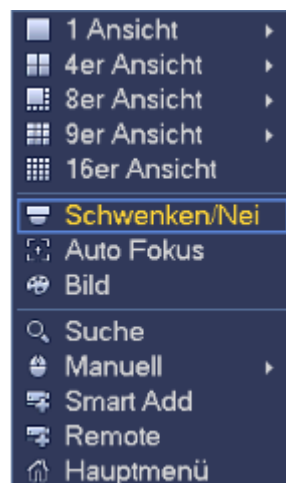 1 Ansicht
4er Ansicht
8er Ansicht
9er Ansicht
16er Ansicht
Schwenken/Nei
Auto Fokus
Bild
Suche
Manuell
Smart Add
Remote
Hauptmenü